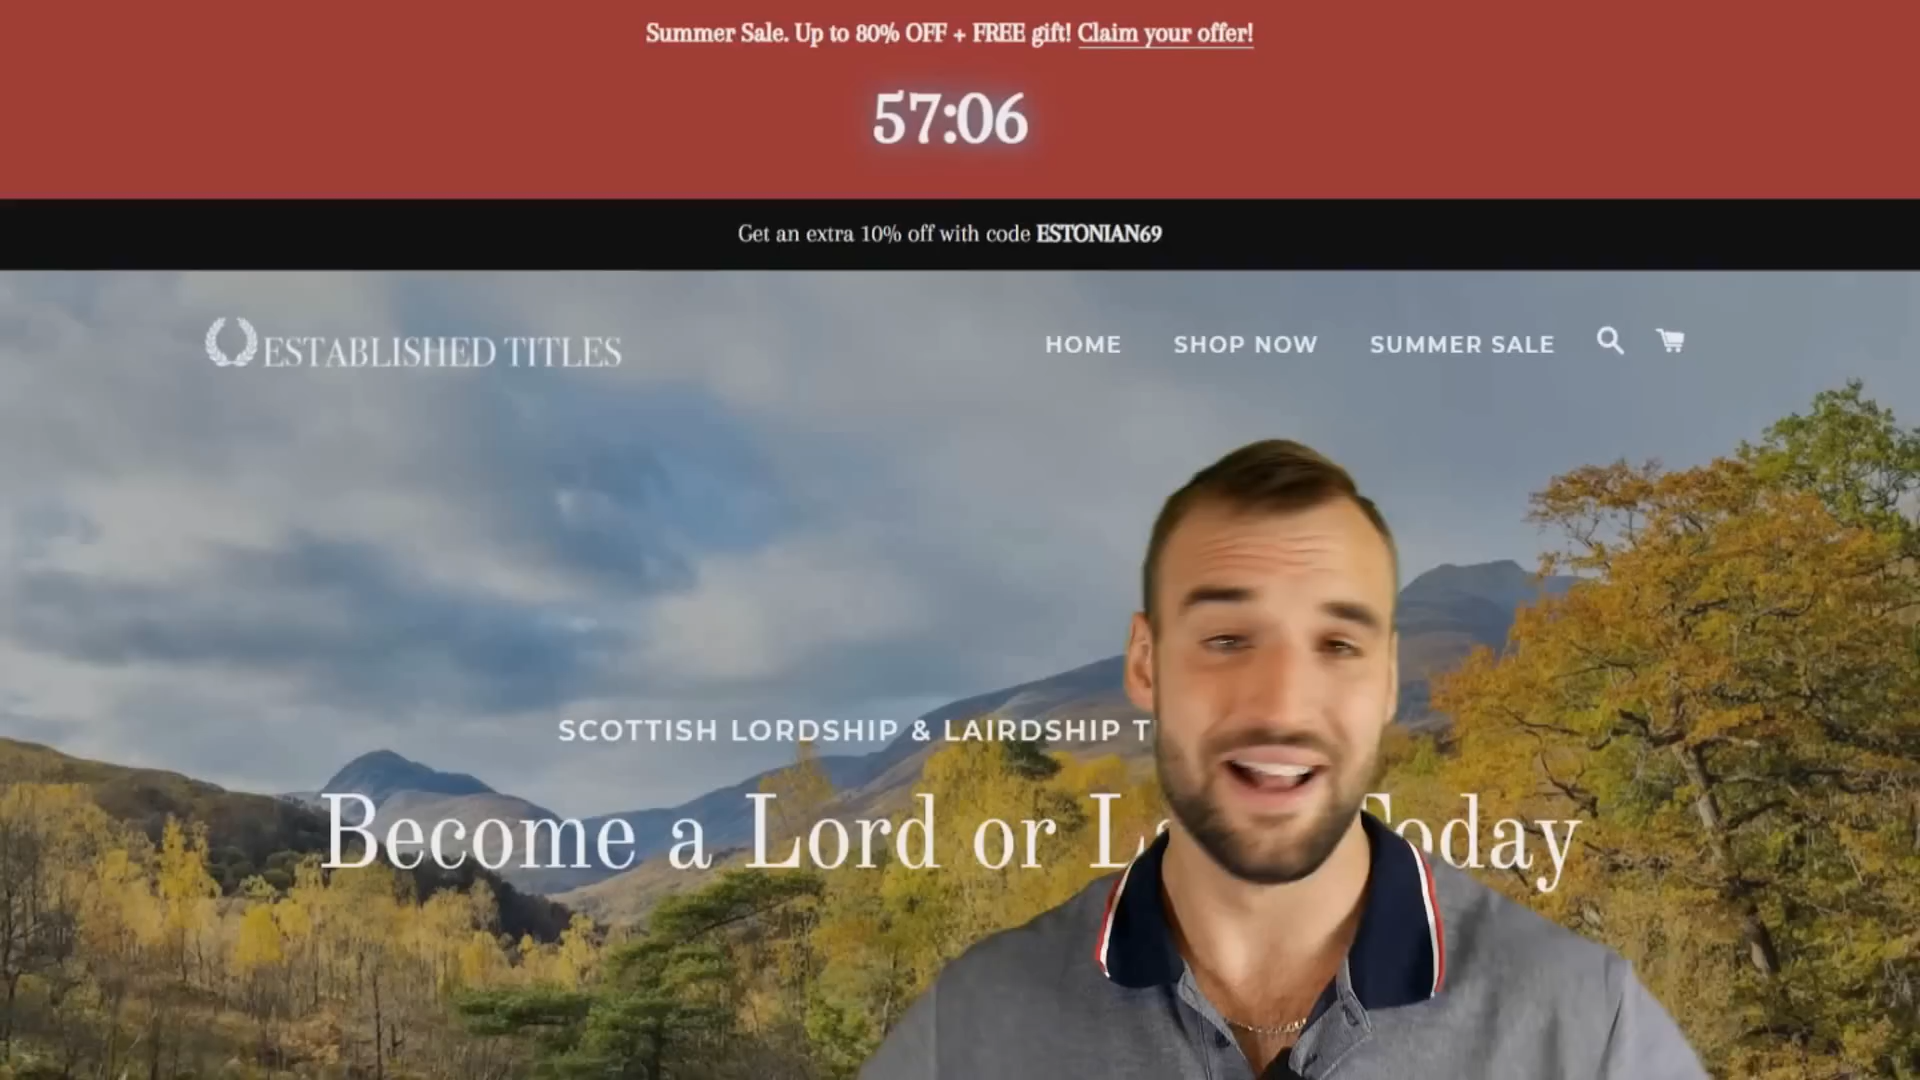 Summer Sale. Up to 80% OFF + FREE gift! Claim your offer!
57:06
Get an extra 10% off with code ESTONIAN69
ESTABLISHED TITLES
HOME SHOP NOW SUMMER SALE
SCOTTISH LORDSHIP & LAIRDSHIP
Become a Lord or Today